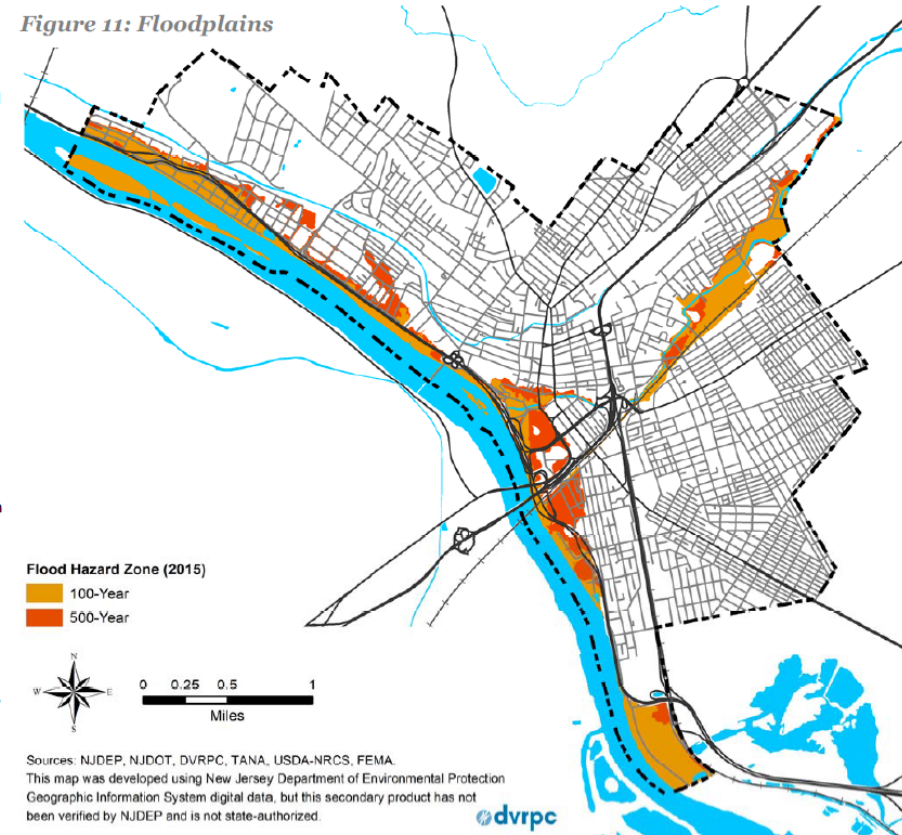 Figure 11: Floodplains
Flood Hazard Zone (2015)
100-Year
500-Year
N
W E
S
0 0.25 0.5 1
Miles
Sources: NJDEP, NJDOT, DVRPC, TANA, USDA-NRCS, FEMA.
This map was developed using New Jersey Department of Environmental Protection
Geographic Information System digital data, but this secondary product has not
been verified by NJDEP and is not state-authorized.
dvrpc